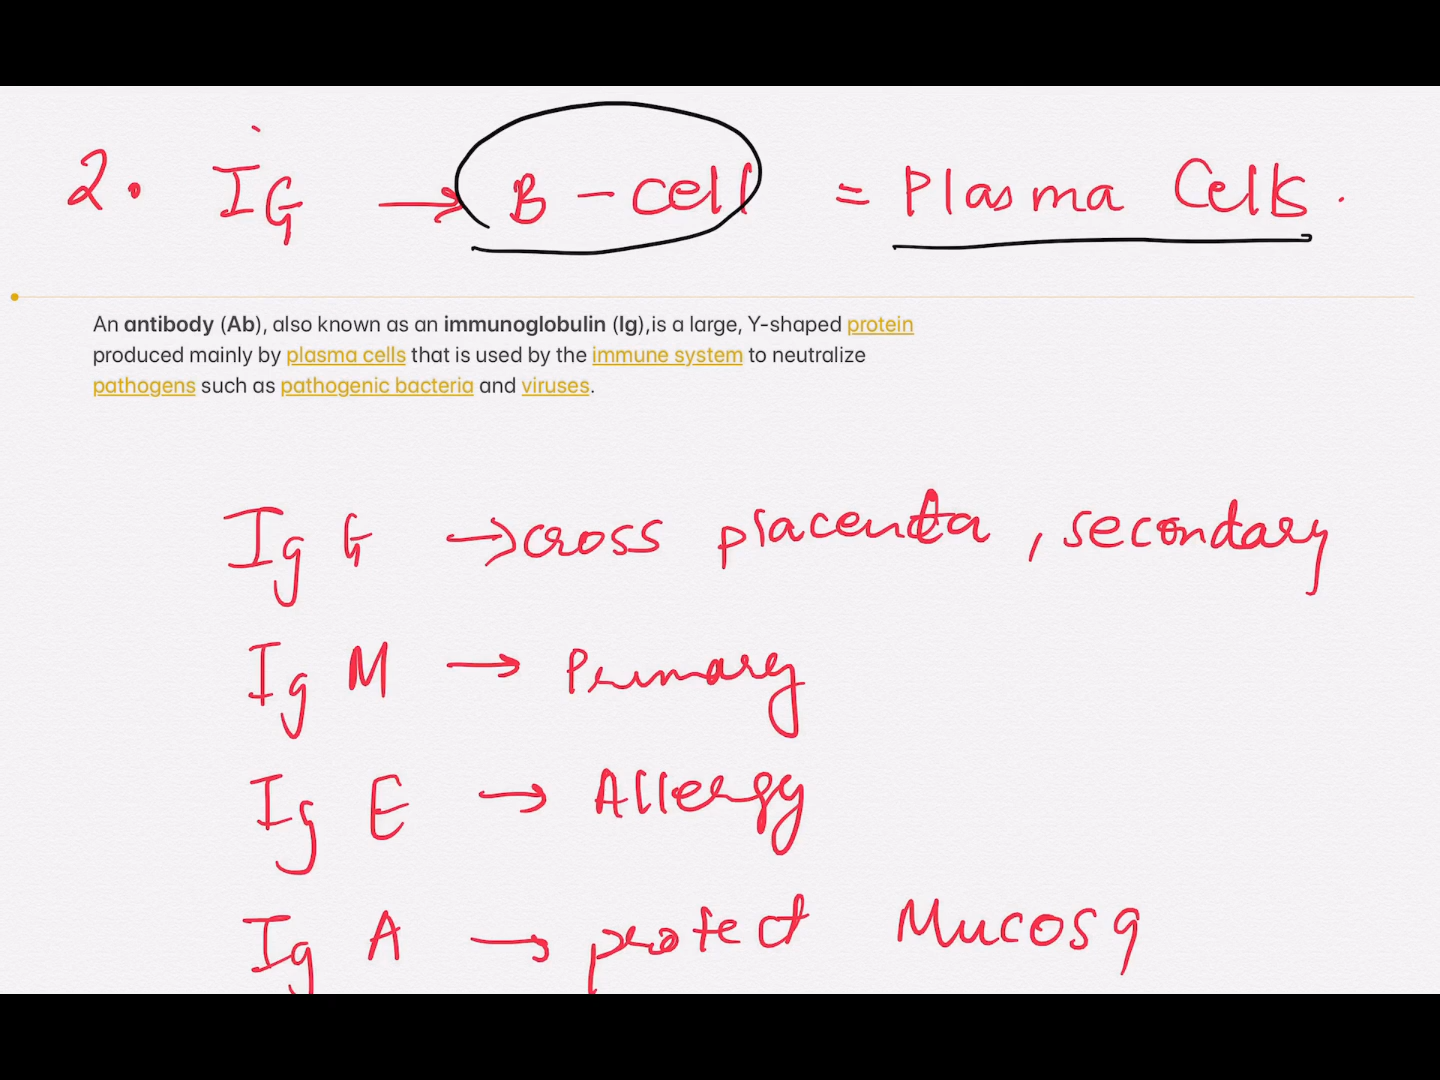 2. IG → B - Cell = Plasma Cells.
An antibody (Ab), also known as an immunoglobulin (Ig),is a large, Y-shaped protein
produced mainly by plasma cells that is used by the immune system to neutralize
pathogens such as pathogenic bacteria and viruses.
Ig G → cross placenta, secondary
Ig M → Primary
Ig E → Allergy
Ig A → protect Mucosa